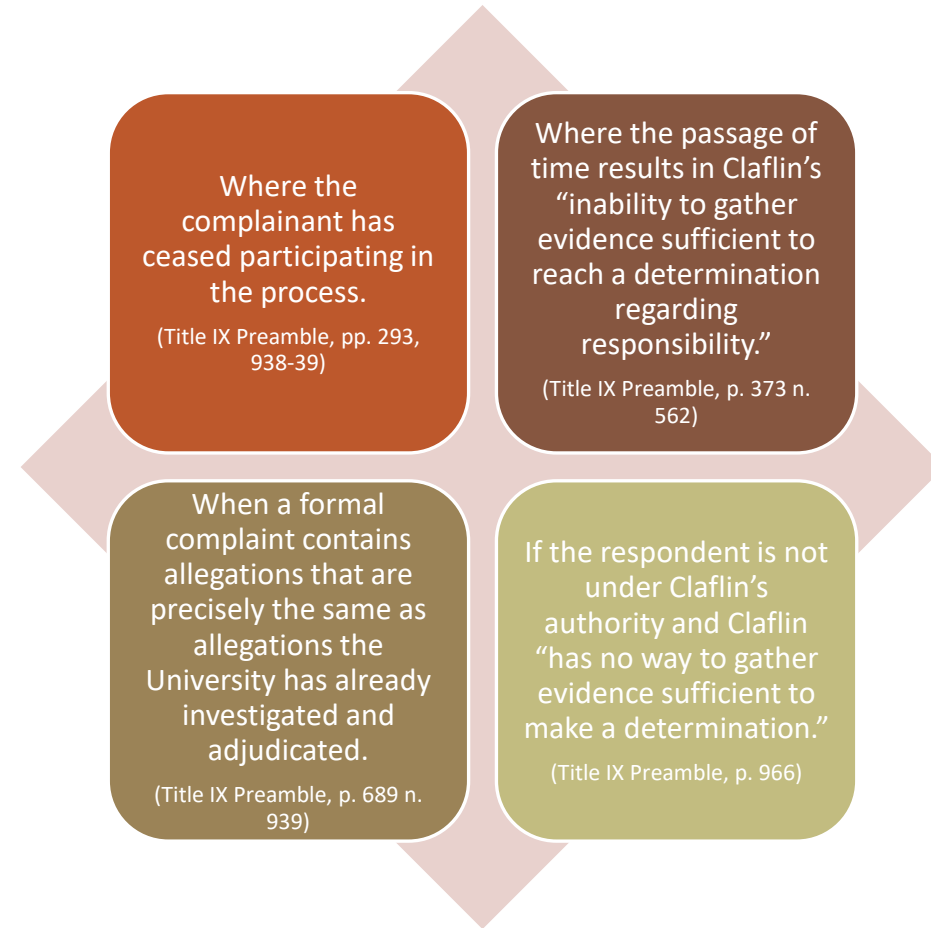 Where the
complainant has
ceased participating in
the process.
(Title IX Preamble, pp. 293,
938-39)
Where the passage of
time results in Claflin’s
“inability to gather
evidence sufficient to
reach a determination
regarding
responsibility.”
(Title IX Preamble, p. 373 n.
562)
When a formal
complaint contains
allegations that are
precisely the same as
allegations the
University has already
investigated and
adjudicated.
(Title IX Preamble, p. 689 n.
939)
If the respondent is not
under Claflin’s
authority and Claflin
“has no way to gather
evidence sufficient to
make a determination.”
(Title IX Preamble, p. 966)